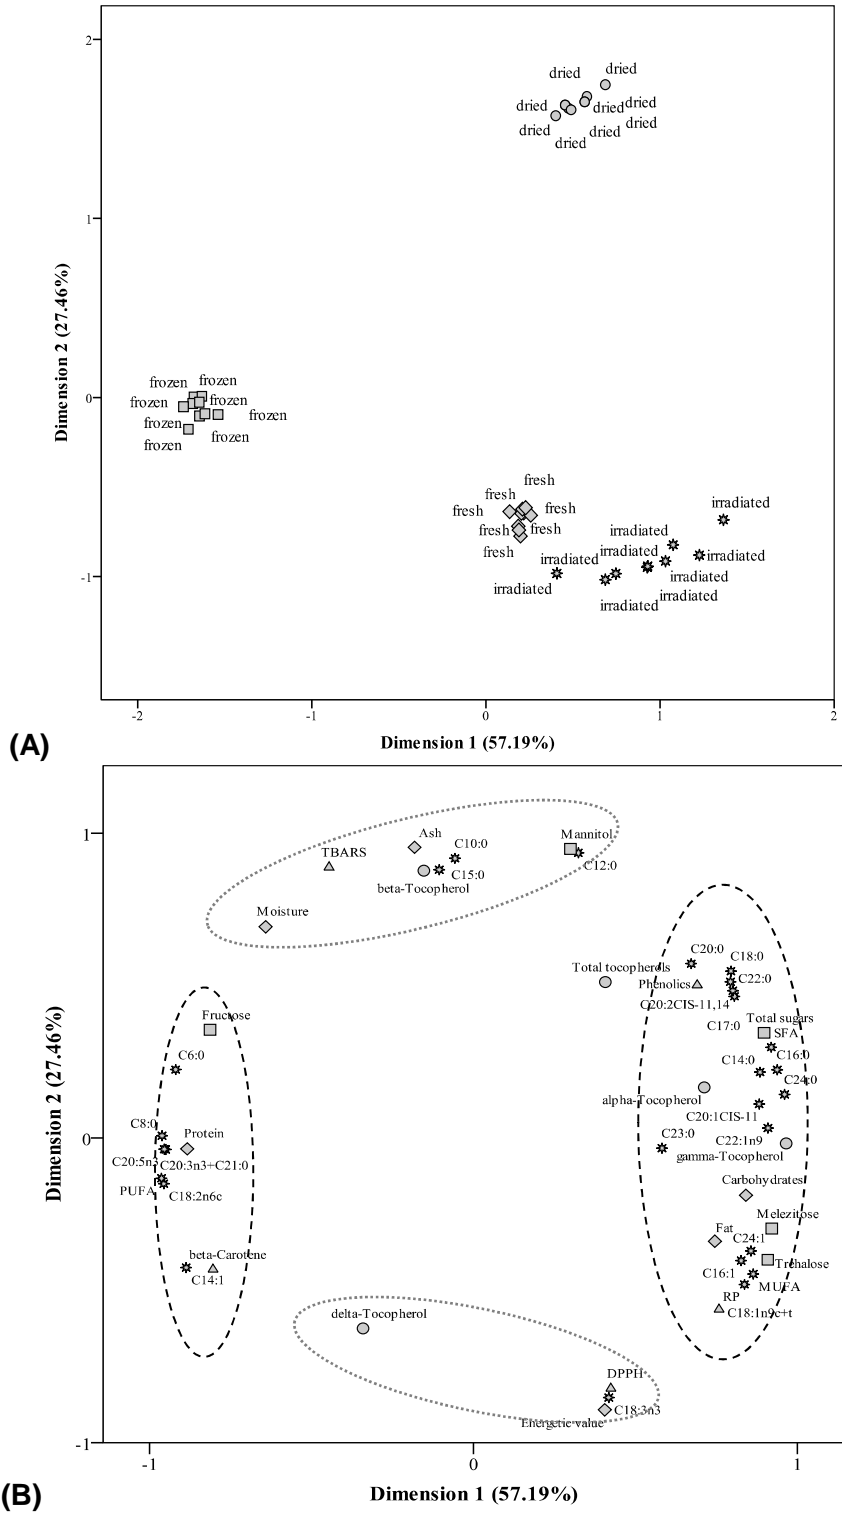 2
dried
dried
dried
dried
dried
dried
dried
dried
dried
1
Dimension 2 (27.46%)
0
frozen
frozen
frozen
frozen
frozen
frozen
frozen
frozen
fresh
fresh
fresh
fresh
fresh
fresh
fresh
irradiated
irradiated
irradiated
irradiated
irradiated
irradiated
irradiated
irradiated
irradiated
-1
-2
-1
0
1
2
(A)
Dimension 1 (57.19%)
1
Ash
Mannitol
TBARS
C10:0
C12:0
C15:0
beta-Tocopherol
Moisture
C20:0
C18:0
Total tocopherols
Phenolics
C22:0
C20:2CIS-11,14
Fructose
C17:0
Total sugars
SFA
C6:0
C14:0
C16:0
C24:0
alpha-Tocopherol
C20:1CIS-11
Dimension 2 (27.46%)
0
C8:0
Protein
C23:0
C22:1n9
gamma-Tocopherol
C20:5n3
C20:3n3+C21:0
PUFA
C18:2n6c
Carbohydrates
Melezitose
Fat
C24:1
beta-Carotene
C14:1
C16:1
Trehalose
MUFA
RP
C18:1n9c+t
delta-Tocopherol
DPPH
C18:3n3
Energetic value
-1
-1
0
1
(B)
Dimension 1 (57.19%)